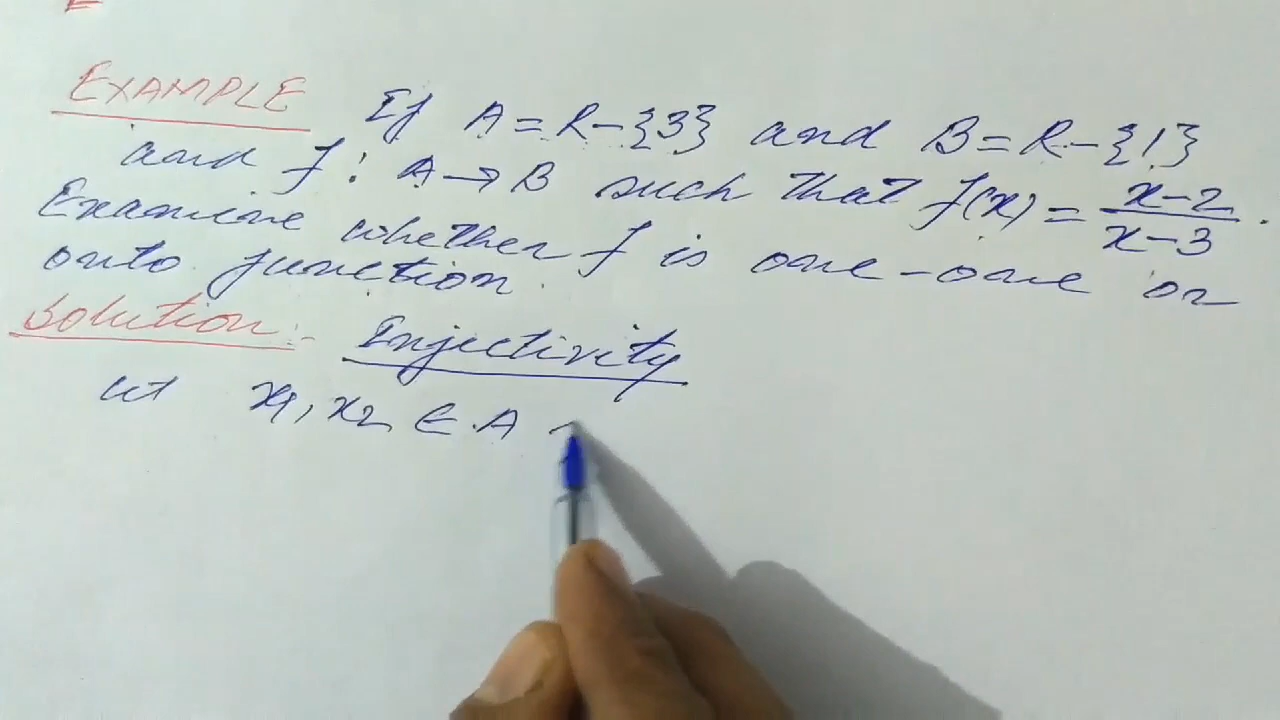 EXAMPLE If A = R - {3} and B = R - {1}
and f : A → B such that f(x) = x-2 / x-3 .
Examine whether f is one-one or
onto function.
Solution:- Injectivity
Let x1, x2 ∈ A